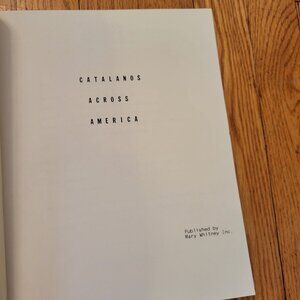 CATALANOS
ACROSS
AMERICA
Published by
Mary Whitney Inc.